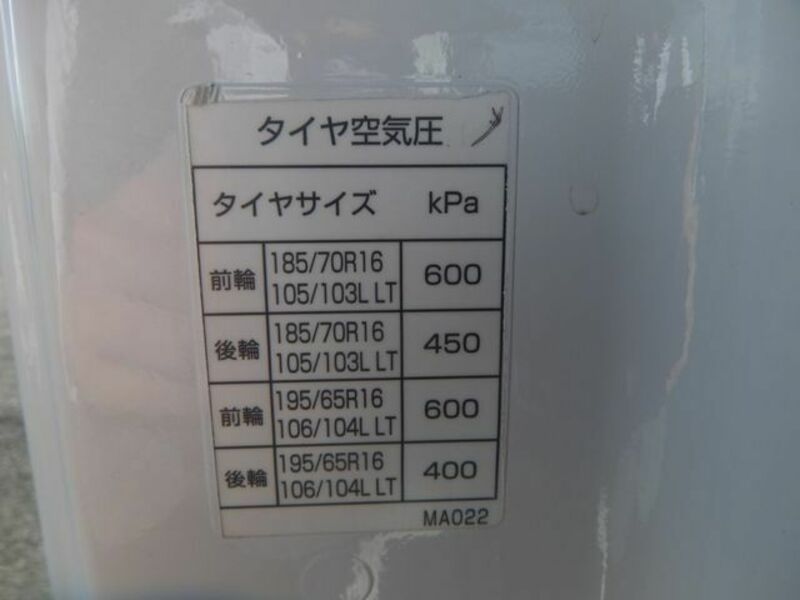 タイヤ空気圧
タイヤサイズ kPa
前輪 185/70R16 105/103L LT 600
後輪 185/70R16 105/103L LT 450
前輪 195/65R16 106/104L LT 600
後輪 195/65R16 106/104L LT 400
MA022